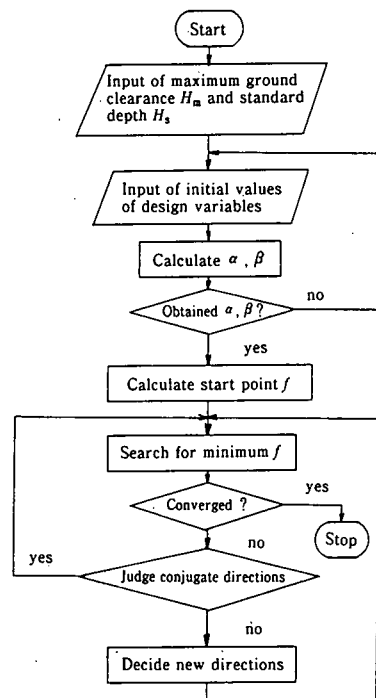 Start
Input of maximum ground
clearance Hm and standard
depth Hs
Input of initial values
of design variables
Calculate α, β
Obtained α, β?
no
yes
Calculate start point f
Search for minimum f
Converged ?
yes
Stop
no
yes
Judge conjugate directions
no
Decide new directions